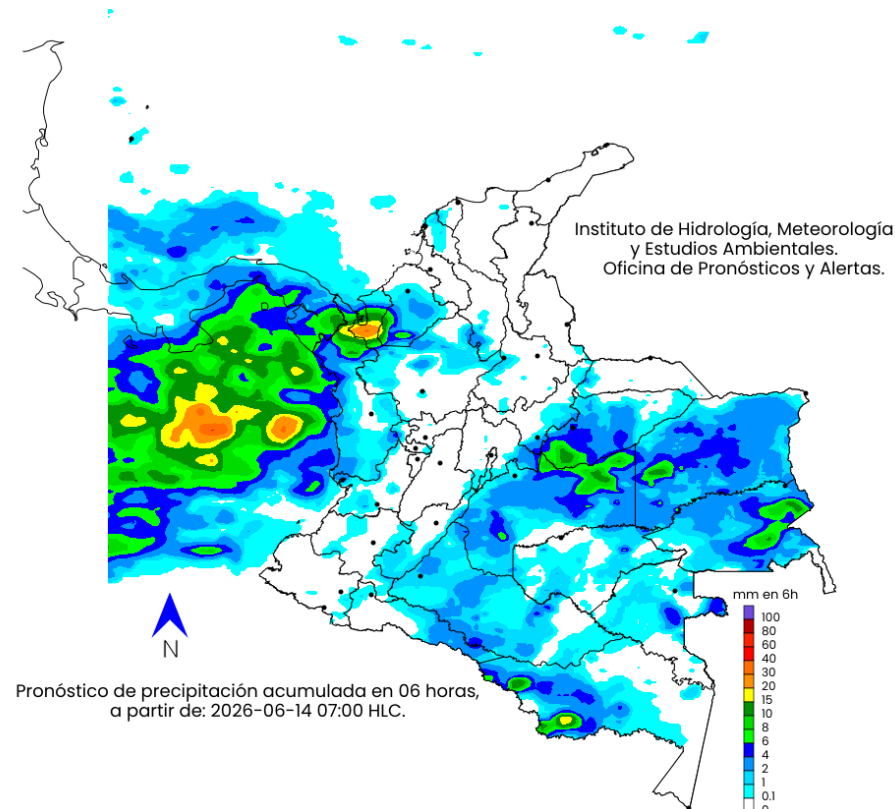 Instituto de Hidrología, Meteorología
y Estudios Ambientales.
Oficina de Pronósticos y Alertas.
N
Pronóstico de precipitación acumulada en 06 horas,
a partir de: 2026-06-14 07:00 HLC.
mm en 6h
100
80
60
40
30
20
15
10
8
6
4
2
1
0.1
0